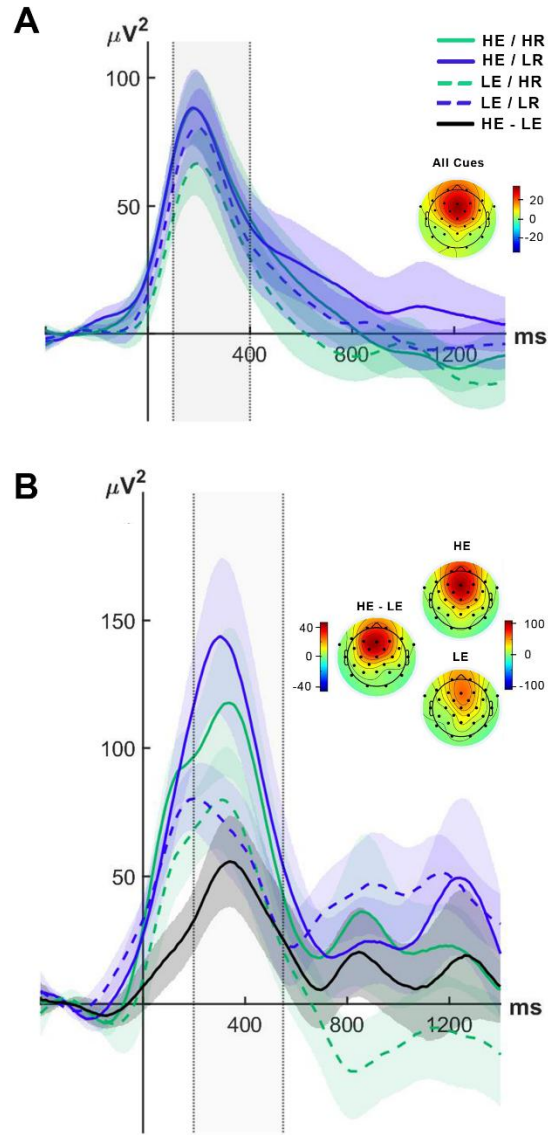 A
μV²
100
50
400
800
1200
ms
HE / HR
HE / LR
LE / HR
LE / LR
HE - LE
All Cues
20
0
-20
B
μV²
150
100
50
400
800
1200
ms
HE
HE - LE
LE
40
0
-40
100
0
-100